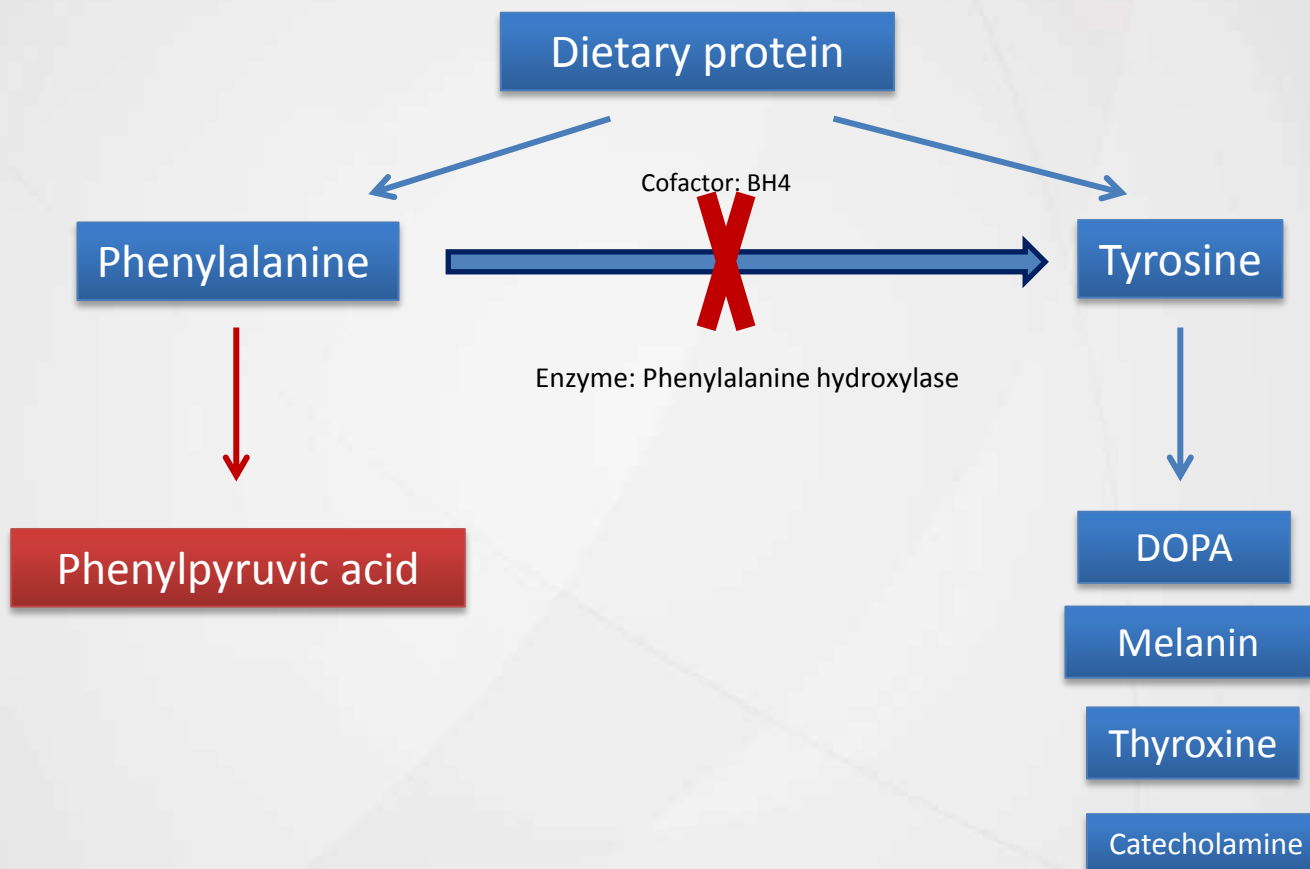 Dietary protein
Cofactor: BH4
Phenylalanine
Tyrosine
Enzyme: Phenylalanine hydroxylase
Phenylpyruvic acid
DOPA
Melanin
Thyroxine
Catecholamine